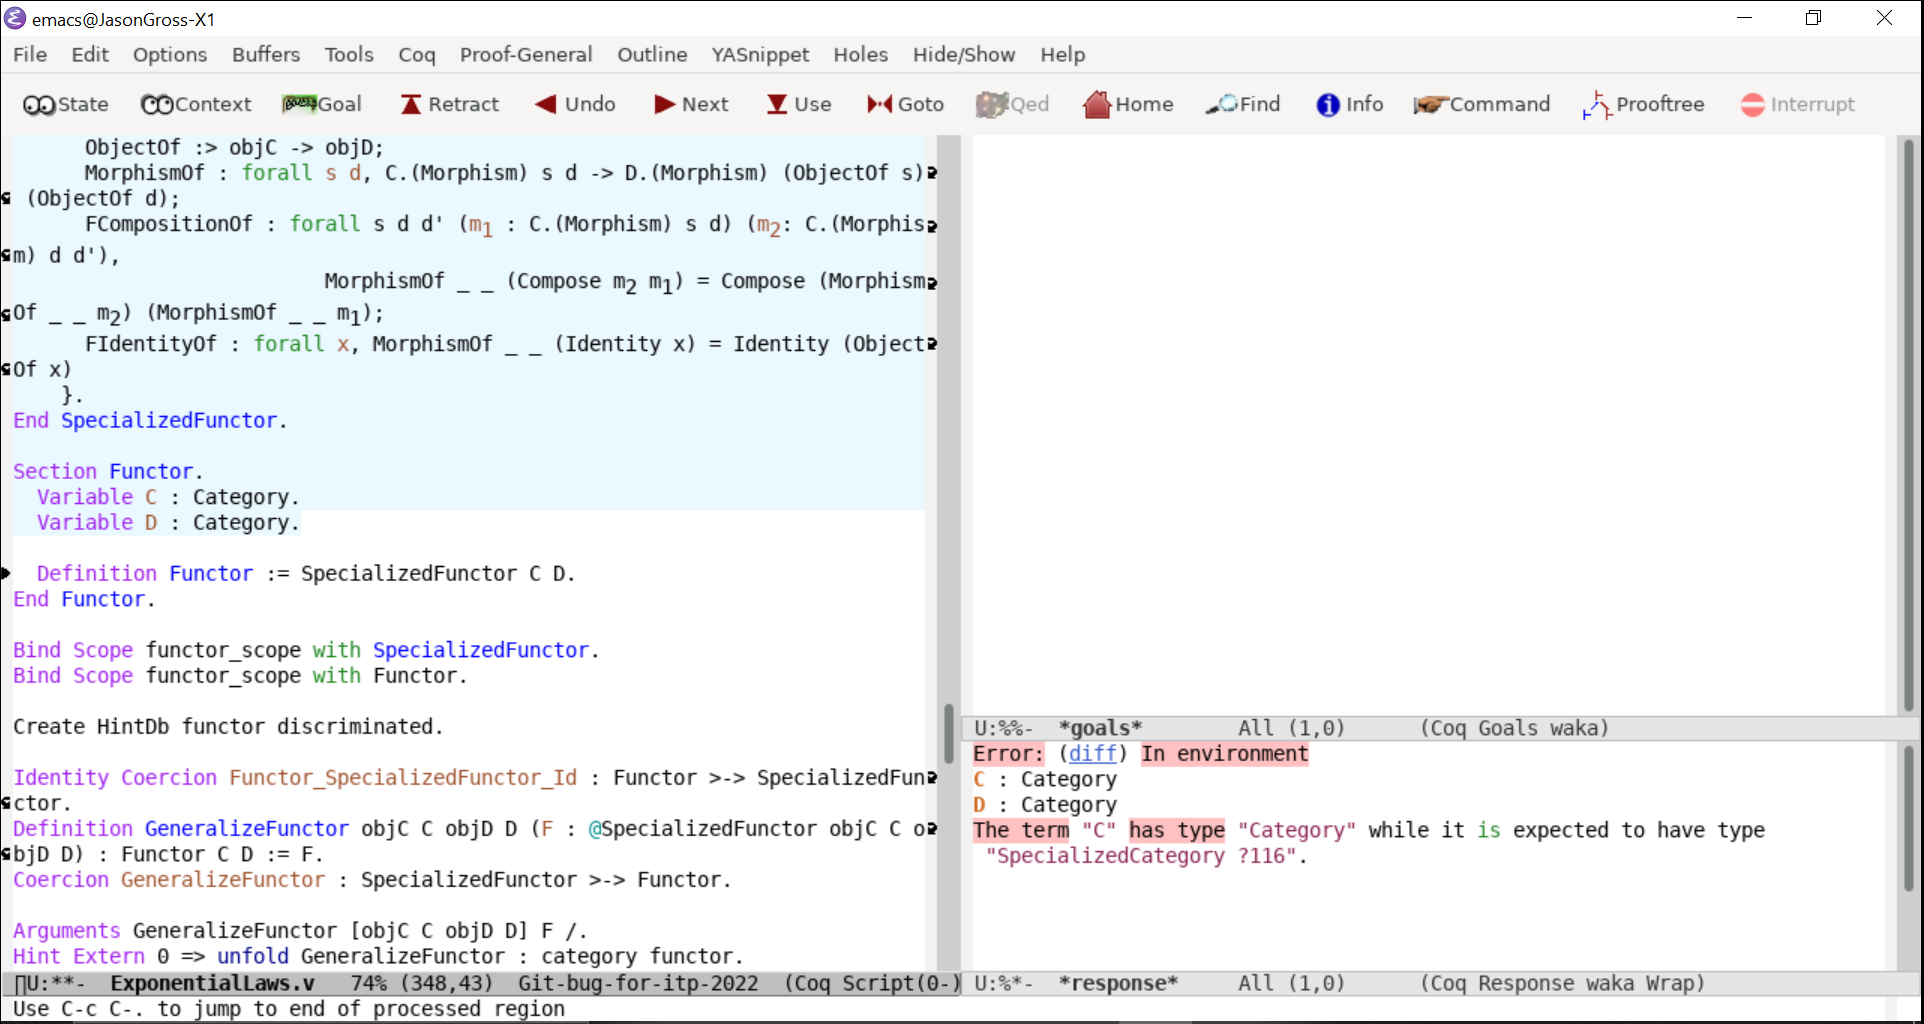 emacs@JasonGross-X1
File Edit Options Buffers Tools Coq Proof-General Outline YASnippet Holes Hide/Show Help
State Context Goal Retract Undo Next Use Goto Qed Home Find Info Command Prooftree Interrupt
ObjectOf :> objC -> objD;
MorphismOf : forall s d, C.(Morphism) s d -> D.(Morphism) (ObjectOf s)
(ObjectOf d);
FCompositionOf : forall s d d' (m₁ : C.(Morphism) s d) (m₂: C.(Morphis
m) d d'),
MorphismOf _ _ (Compose m₂ m₁) = Compose (Morphism
Of _ _ m₂) (MorphismOf _ _ m₁);
FIdentityOf : forall x, MorphismOf _ _ (Identity x) = Identity (Object
Of x)
}.
End SpecializedFunctor.
Section Functor.
Variable C : Category.
Variable D : Category.
Definition Functor := SpecializedFunctor C D.
End Functor.
Bind Scope functor_scope with SpecializedFunctor.
Bind Scope functor_scope with Functor.
Create HintDb functor discriminated.
Identity Coercion Functor_SpecializedFunctor_Id : Functor >-> SpecializedFun
ctor.
Definition GeneralizeFunctor objC C objD D (F : @SpecializedFunctor objC C o
bjD D) : Functor C D := F.
Coercion GeneralizeFunctor : SpecializedFunctor >-> Functor.
Arguments GeneralizeFunctor [objC C objD D] F /.
Hint Extern 0 => unfold GeneralizeFunctor : category functor.
U:**- ExponentialLaws.v 74% (348,43) Git-bug-for-itp-2022 (Coq Script(0-)
Use C-c C-. to jump to end of processed region
U:%%- *goals* All (1,0) (Coq Goals waka)
Error: (diff) In environment
C : Category
D : Category
The term "C" has type "Category" while it is expected to have type
"SpecializedCategory ?116".
U:%*- *response* All (1,0) (Coq Response waka Wrap)